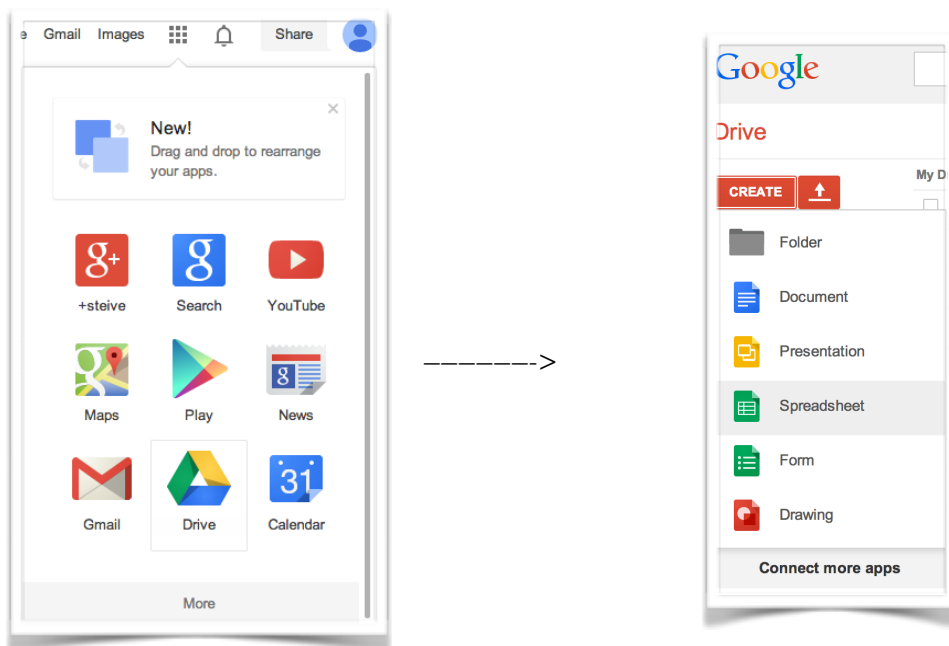 e Gmail Images Share
New!
Drag and drop to rearrange
your apps.
g+
g
+steive Search YouTube
g
g
Maps Play News
31
Gmail Drive Calendar
More
------->
Google
Drive
CREATE
My D
Folder
Document
Presentation
Spreadsheet
Form
Drawing
Connect more apps